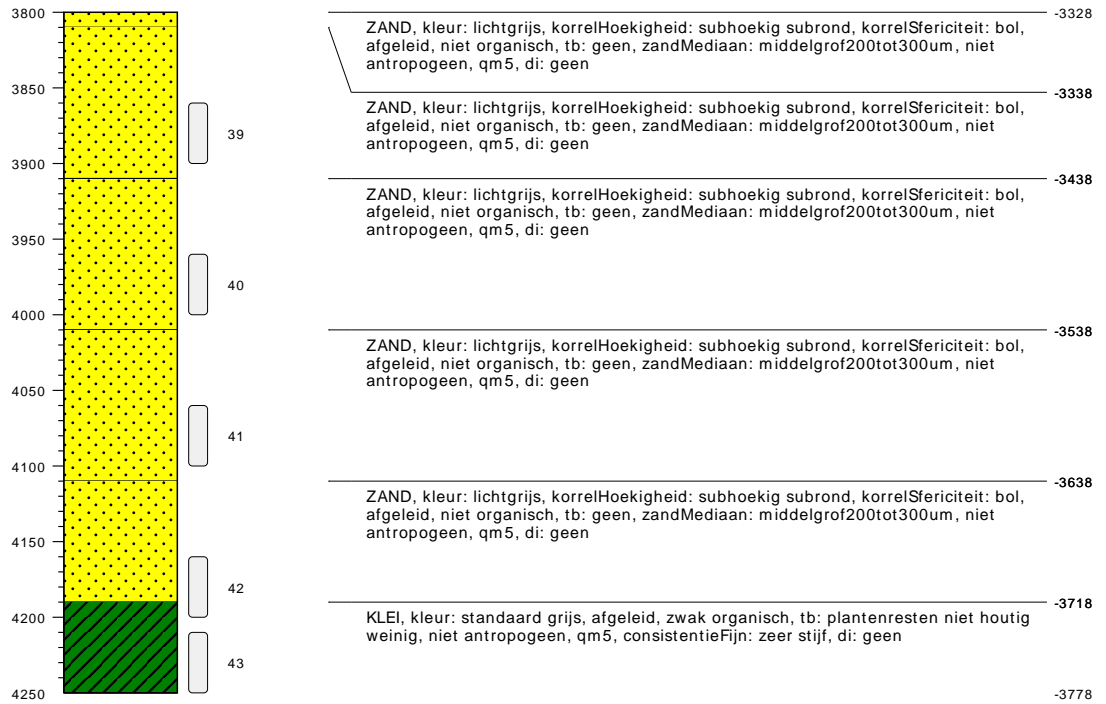 3800
-3328
ZAND, kleur: lichtgrijs, korrelHoekigheid: subhoekig subrond, korrelSfericiteit: bol,
afgeleid, niet organisch, tb: geen, zandMediaan: middelgrof200tot300um, niet
antropogeen, qm5, di: geen
3850
-3338
ZAND, kleur: lichtgrijs, korrelHoekigheid: subhoekig subrond, korrelSfericiteit: bol,
afgeleid, niet organisch, tb: geen, zandMediaan: middelgrof200tot300um, niet
antropogeen, qm5, di: geen
39
3900
-3438
ZAND, kleur: lichtgrijs, korrelHoekigheid: subhoekig subrond, korrelSfericiteit: bol,
afgeleid, niet organisch, tb: geen, zandMediaan: middelgrof200tot300um, niet
antropogeen, qm5, di: geen
3950
40
4000
-3538
ZAND, kleur: lichtgrijs, korrelHoekigheid: subhoekig subrond, korrelSfericiteit: bol,
afgeleid, niet organisch, tb: geen, zandMediaan: middelgrof200tot300um, niet
antropogeen, qm5, di: geen
4050
41
4100
-3638
ZAND, kleur: lichtgrijs, korrelHoekigheid: subhoekig subrond, korrelSfericiteit: bol,
afgeleid, niet organisch, tb: geen, zandMediaan: middelgrof200tot300um, niet
antropogeen, qm5, di: geen
4150
42
-3718
4200
KLEI, kleur: standaard grijs, afgeleid, zwak organisch, tb: plantenresten niet houtig
weinig, niet antropogeen, qm5, consistentieFijn: zeer stijf, di: geen
43
4250
-3778